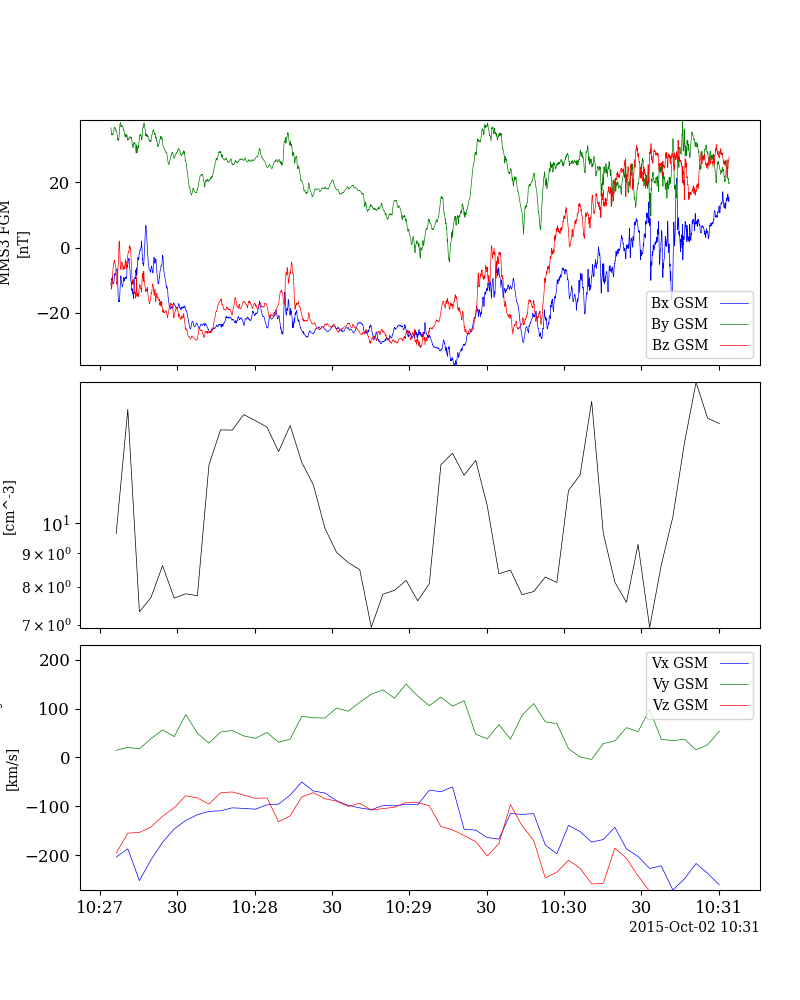 MMS3 FGM
[nT]
20
0
−20
Bx GSM
By GSM
Bz GSM
[cm^-3]
10¹
9 × 10⁰
8 × 10⁰
7 × 10⁰
[km/s]
200
100
0
−100
−200
Vx GSM
Vy GSM
Vz GSM
10:27 30 10:28 30 10:29 30 10:30 30 10:31
2015-Oct-02 10:31